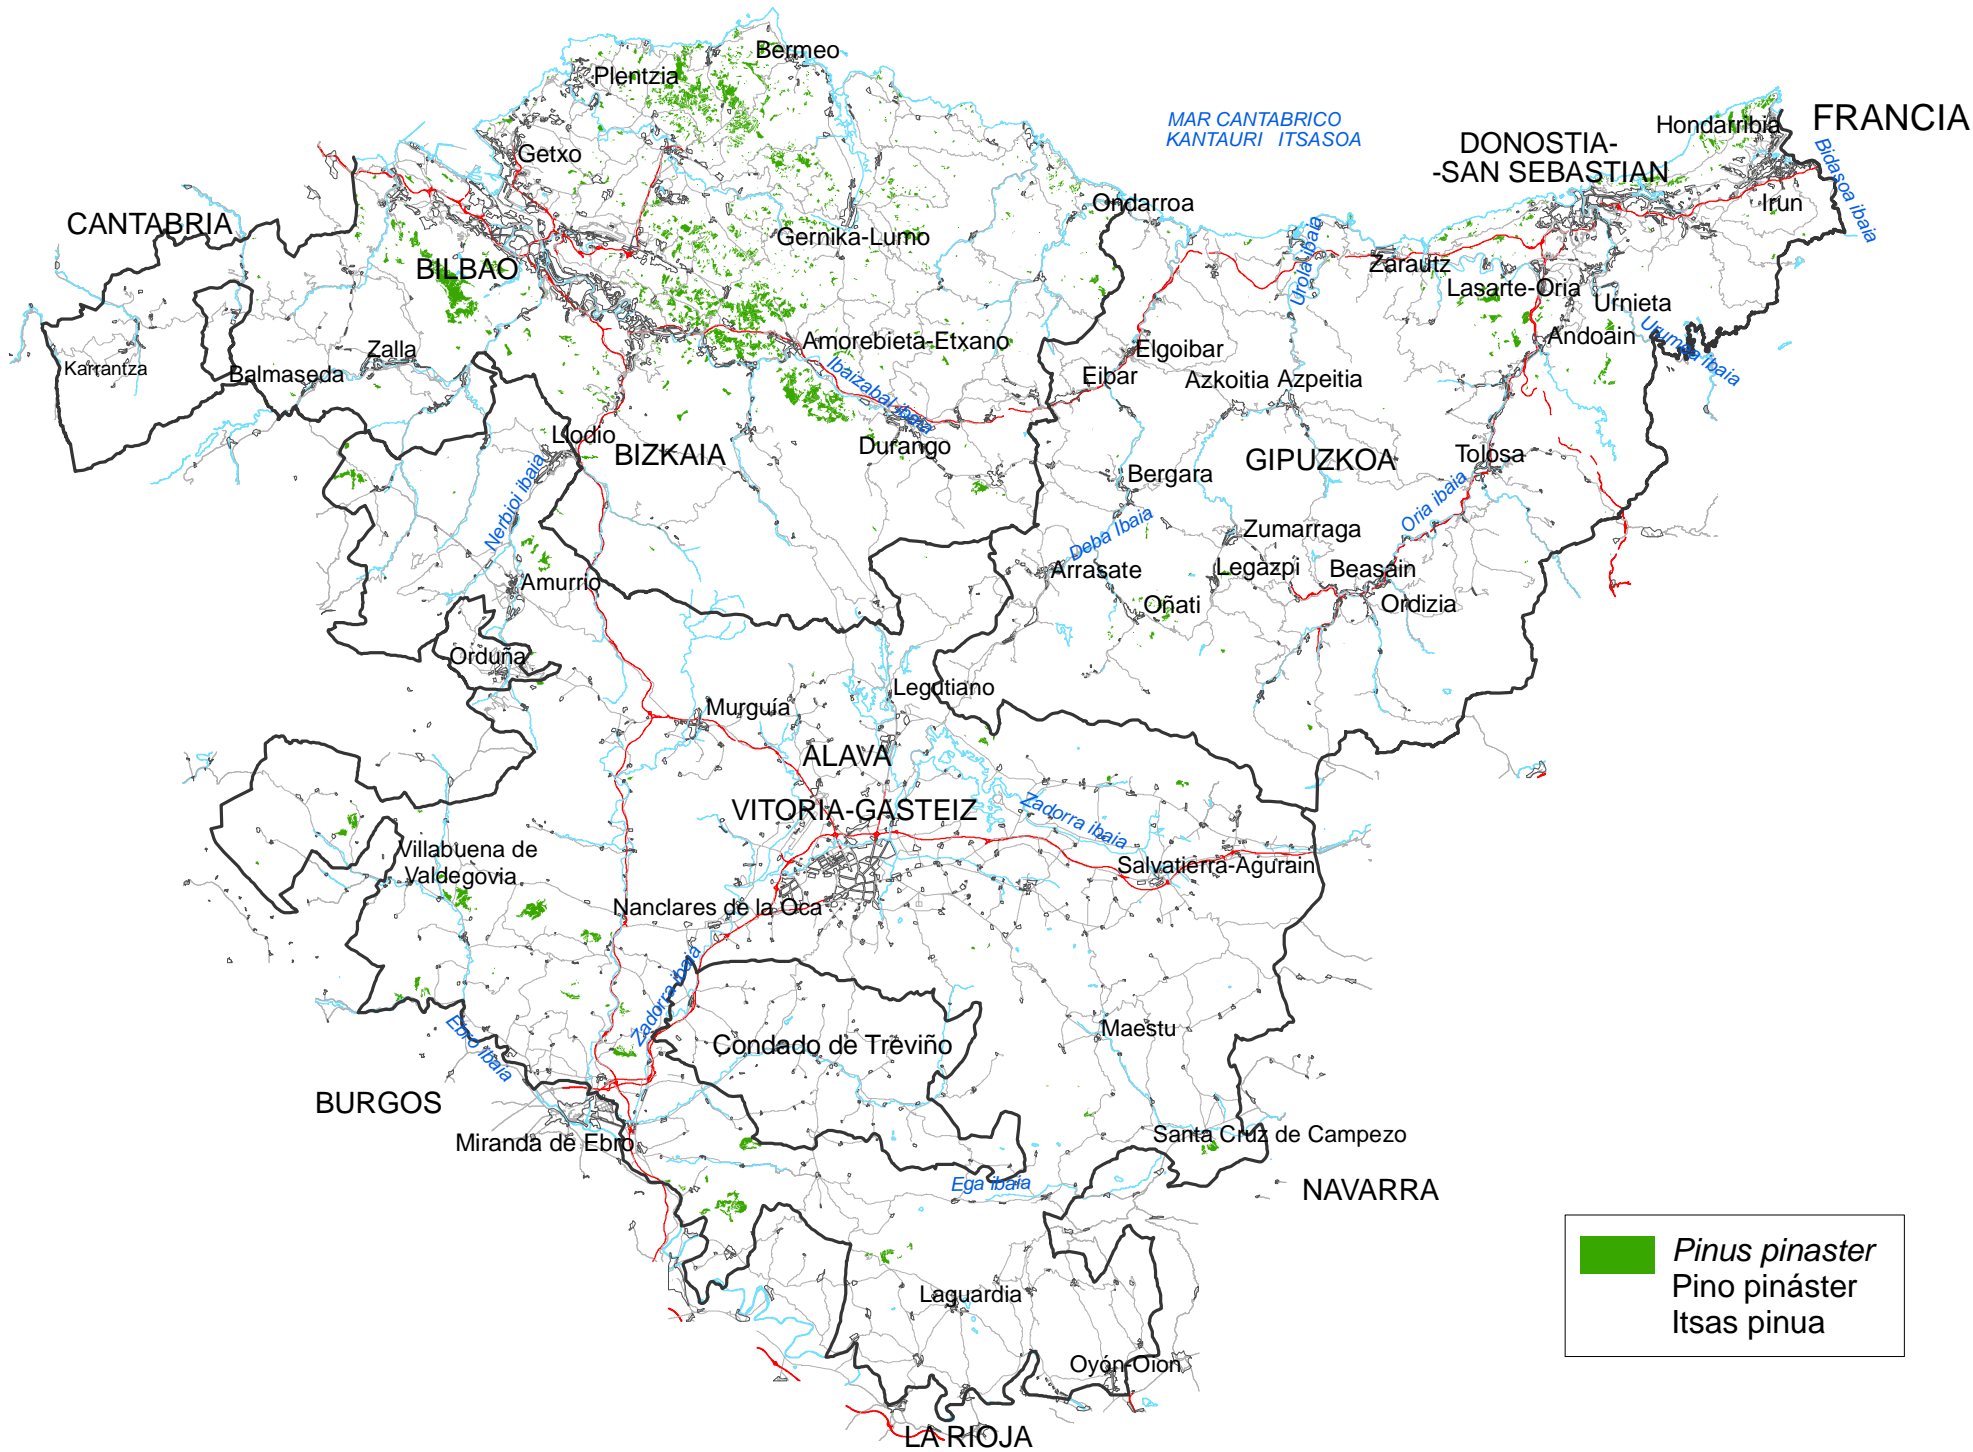 Bermeo
Plentzia
MAR CANTABRICO
KANTAURI ITSASOA
FRANCIA
Hondarribia
DONOSTIA-
-SAN SEBASTIAN
Bidasoa ibaia
Getxo
Irun
Ondarroa
CANTABRIA
Gernika-Lumo
Urola ibaia
BILBAO
Zarautz
Lasarte-Oria
Urnieta
Andoain
Urumea ibaia
Amorebieta-Etxano
Elgoibar
Zalla
Karrantza
Balmaseda
Ibaizabal ibaia
Eibar
Azkoitia
Azpeitia
Llodio
BIZKAIA
Durango
GIPUZKOA
Tolosa
Bergara
Nerbioi ibaia
Oria ibaia
Deba Ibaia
Zumarraga
Arrasate
Legazpi
Beasain
Amurrio
Oñati
Ordizia
Orduña
Legutiano
Murguía
ALAVA
VITORIA-GASTEIZ
Zadorra ibaia
Villabuena de
Valdegovia
Salvatierra-Agurain
Nanclares de la Oca
Zadorra ibaia
Ebro ibaia
Maestu
Condado de Treviño
BURGOS
Miranda de Ebro
Santa Cruz de Campezo
Ega ibaia
NAVARRA
Pinus pinaster
Pino pináster
Itsas pinua
Laguardia
Oyón-Oion
LA RIOJA